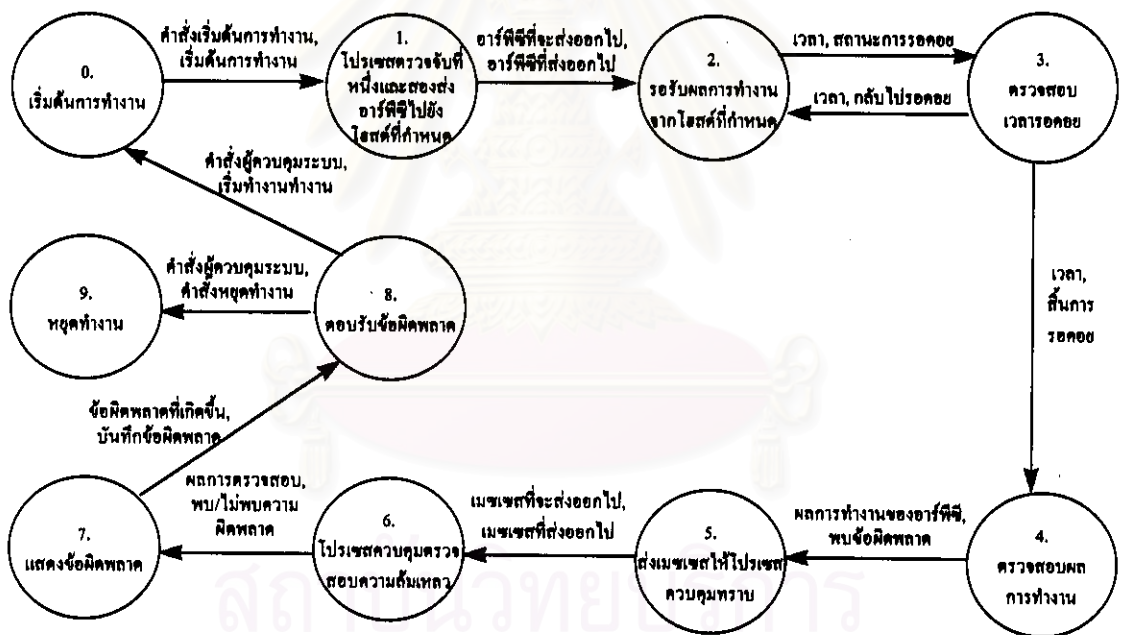 0.
เริ่มต้นการทำงาน
คำสั่งเริ่มต้นการทำงาน,
เริ่มต้นการทำงาน
1.
โปรเซสตรวจจับที่
หนึ่งและสองส่ง
อาร์พีซีไปยัง
โฮสต์ที่กำหนด
อาร์พีซีที่จะส่งออกไป,
อาร์พีซีที่ส่งออกไป
2.
รอรับผลการทำงาน
จากโฮสต์ที่กำหนด
เวลา, สถานะการรอคอย
เวลา, กลับไปรอคอย
3.
ตรวจสอบ
เวลารอคอย
คำสั่งผู้ควบคุมระบบ,
เริ่มทำงานทำงาน
9.
หยุดทำงาน
คำสั่งผู้ควบคุมระบบ,
คำสั่งหยุดทำงาน
8.
ตอบรับข้อผิดพลาด
เวลา,
สิ้นการ
รอคอย
ข้อผิดพลาดที่เกิดขึ้น,
บันทึกข้อผิดพลาด
7.
แสดงข้อผิดพลาด
ผลการตรวจสอบ,
พบ/ไม่พบความ
ผิดพลาด
6.
โปรเซสควบคุมตรวจ
สอบความล้มเหลว
เมซเซสที่จะส่งออกไป,
เมซเซสที่ส่งออกไป
5.
ส่งเมซเซสให้โปรเซส
ควบคุมทราบ
ผลการทำงานของอาร์พีซี,
พบข้อผิดพลาด
4.
ตรวจสอบผล
การทำงาน
สถาบันวิทยบริการ